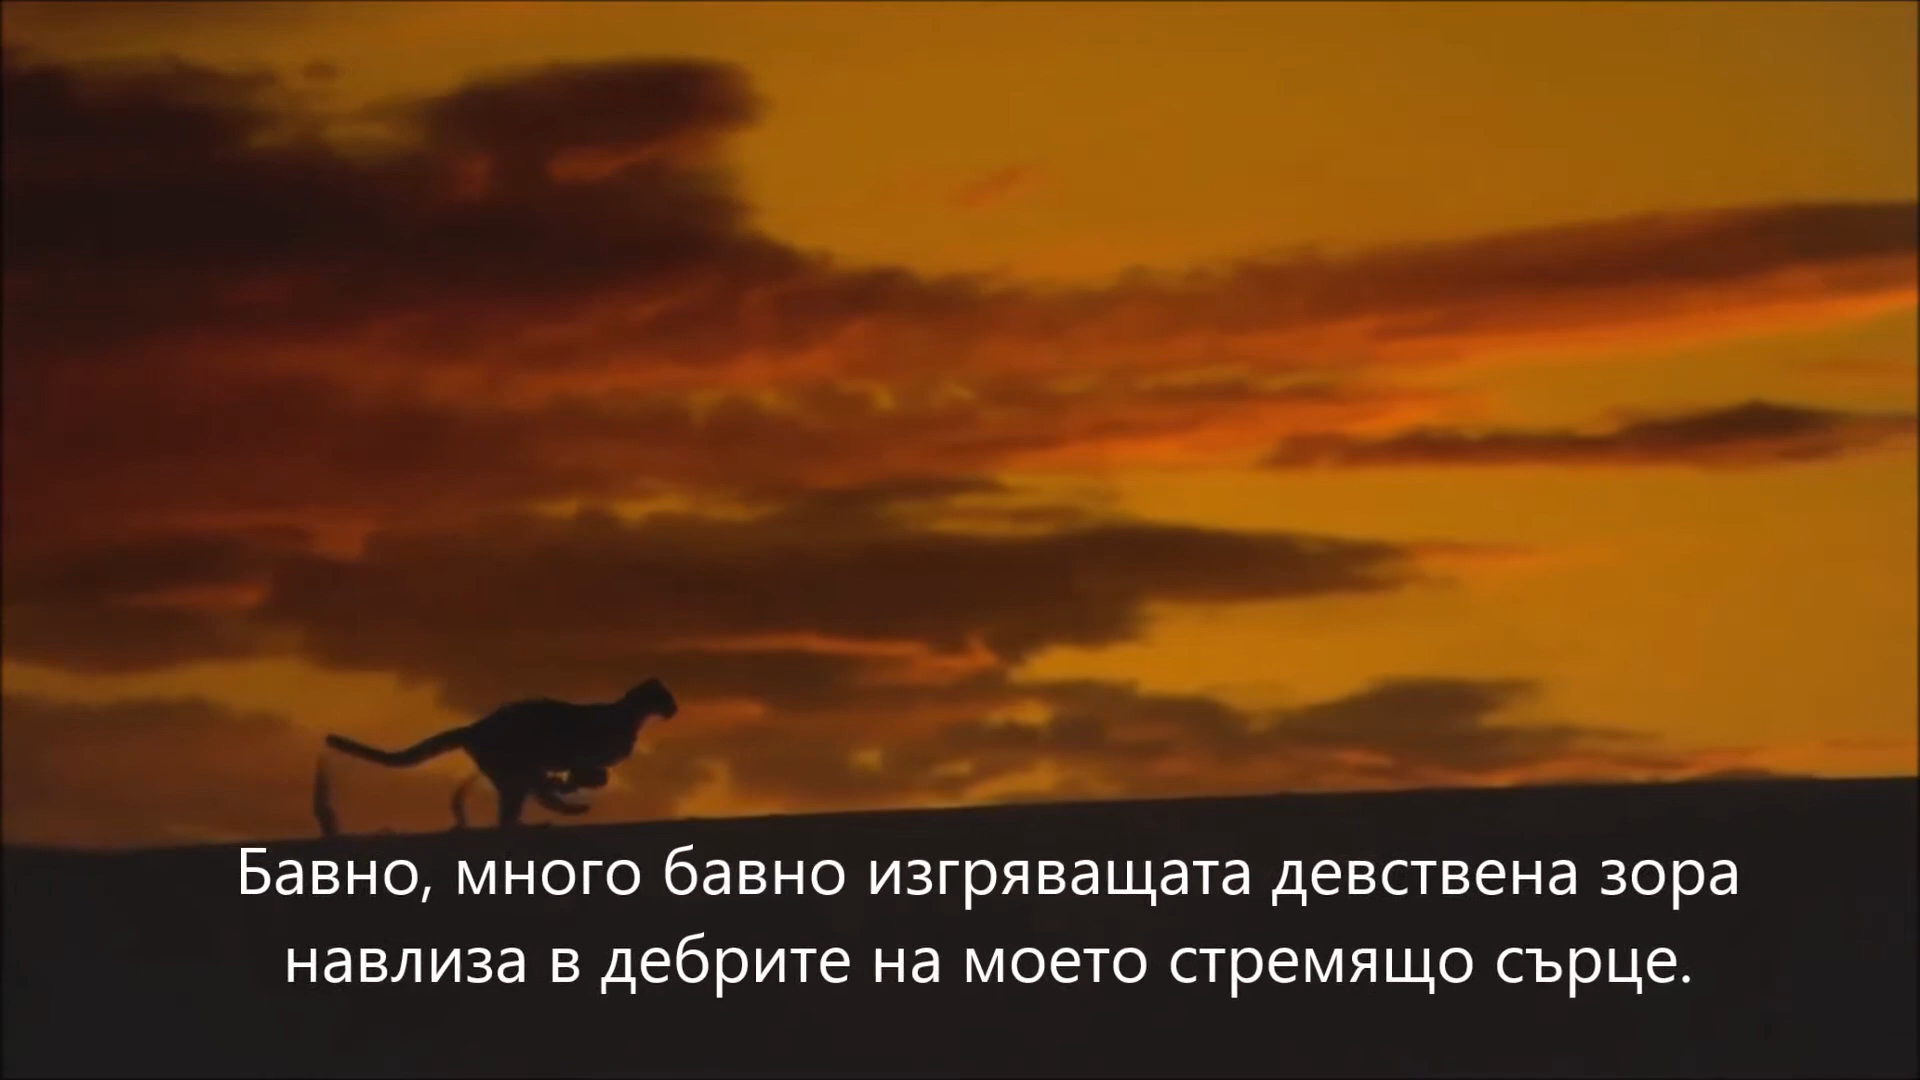 Бавно, много бавно изгряващата девствена зора
навлиза в дебрите на моето стремящо сърце.